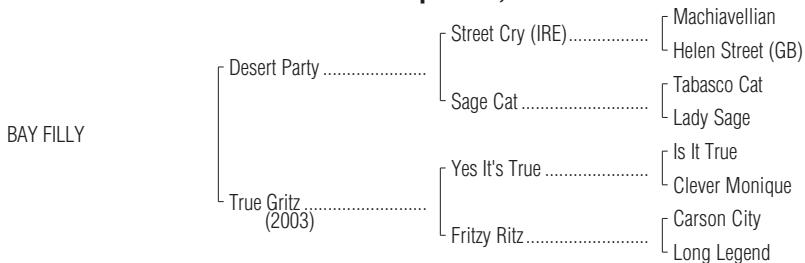 Machiavellian
Street Cry (IRE)..................
Helen Street (GB)
Desert Party .......................
Tabasco Cat
Sage Cat ............................
Lady Sage
BAY FILLY
Is It True
Yes It's True .......................
Clever Monique
True Gritz ...........................
(2003)
Carson City
Fritzy Ritz...........................
Long Legend